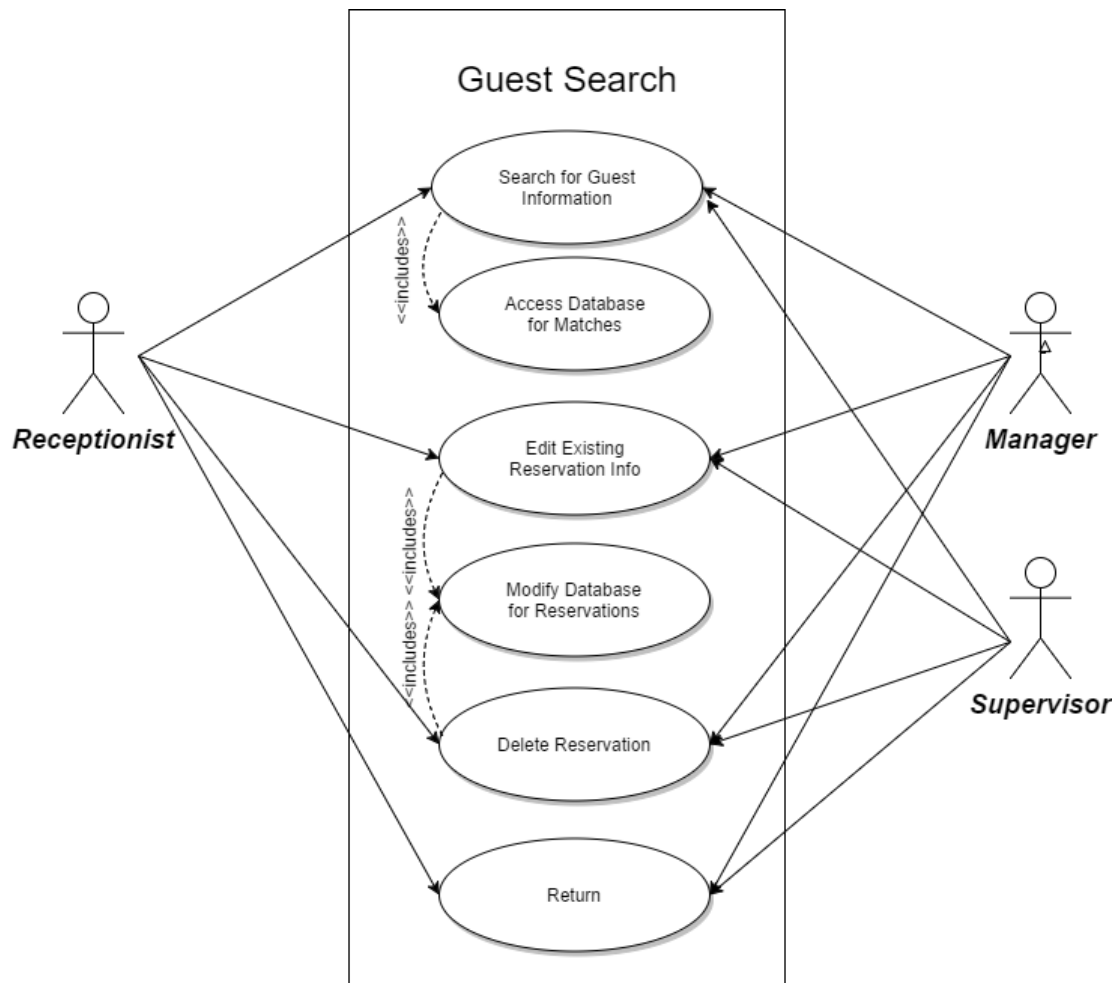 Guest Search
Search for Guest
Information
<<includes>>
Access Database
for Matches
Receptionist
Manager
Edit Existing
Reservation Info
<<includes>>
Modify Database
for Reservations
<<includes>>
Supervisor
Delete Reservation
Return